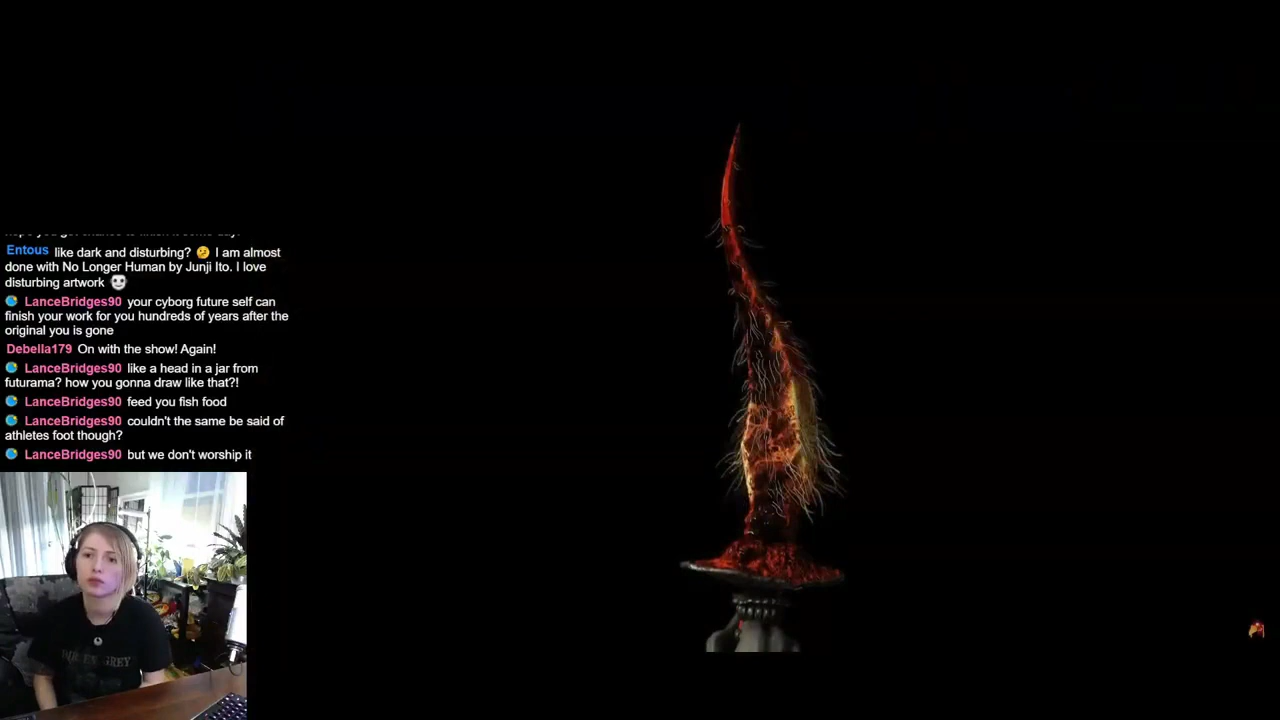 Entous like dark and disturbing? I am almost
done with No Longer Human by Junji Ito. I love
disturbing artwork
LanceBridges90 your cyborg future self can
finish your work for you hundreds of years after the
original you is gone
Debella179 On with the show! Again!
LanceBridges90 like a head in a jar from
futurama? how you gonna draw like that?!
LanceBridges90 feed you fish food
LanceBridges90 couldn't the same be said of
athletes foot though?
LanceBridges90 but we don't worship it
DIR EN GREY